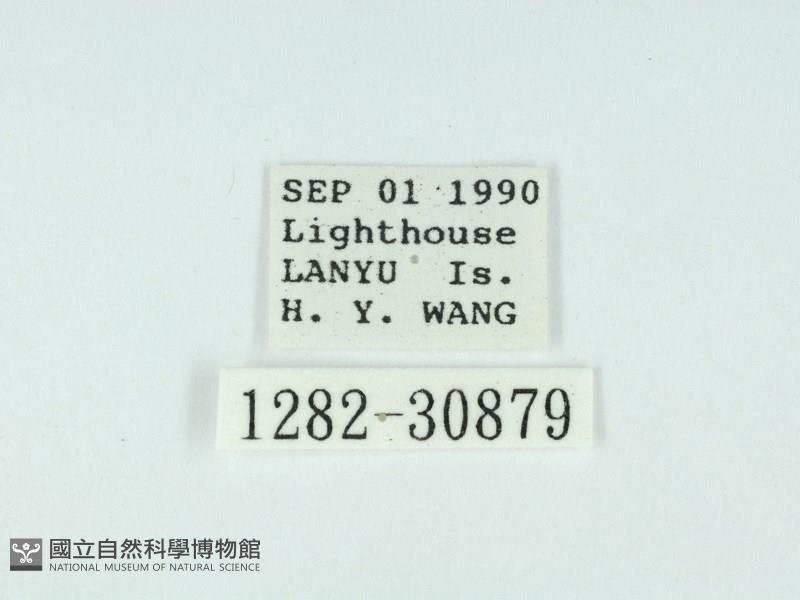 SEP 01 1990
Lighthouse
LANYU Is.
H. Y. WANG
1282-30879
國立自然科學博物館
NATIONAL MUSEUM OF NATURAL SCIENCE